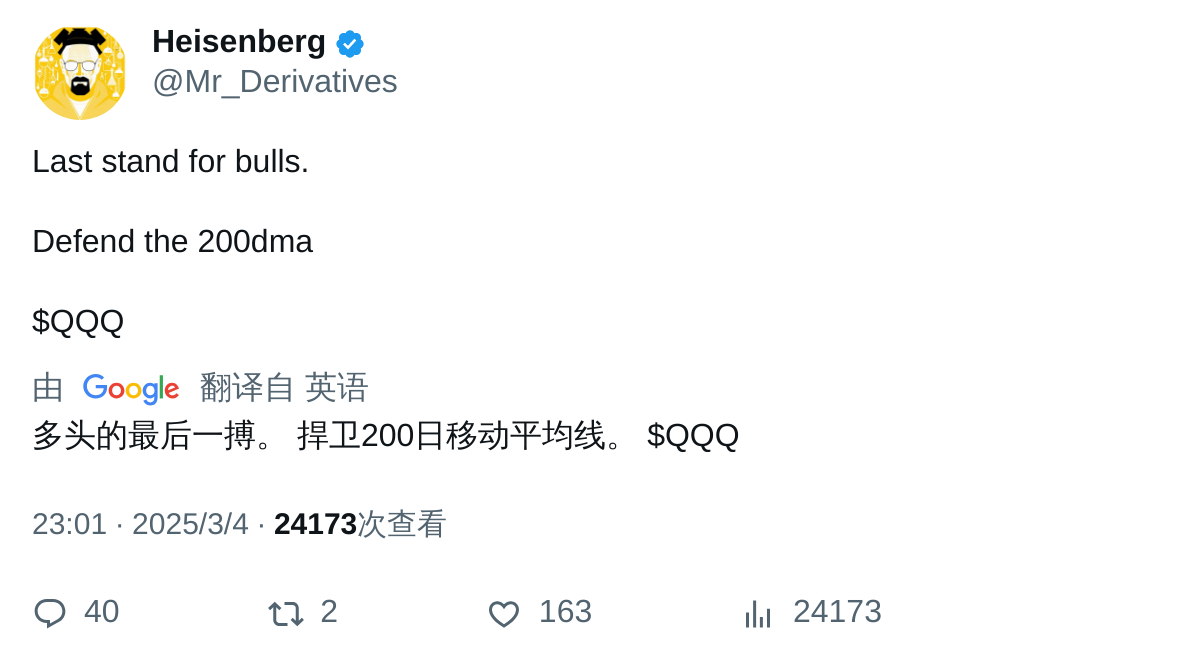 Heisenberg
@Mr_Derivatives
Last stand for bulls.
Defend the 200dma
$QQQ
由 Google 翻译自 英语
多头的最后一搏。 捍卫200日移动平均线。 $QQQ
23:01 · 2025/3/4 · 24173次查看
40 2 163 24173